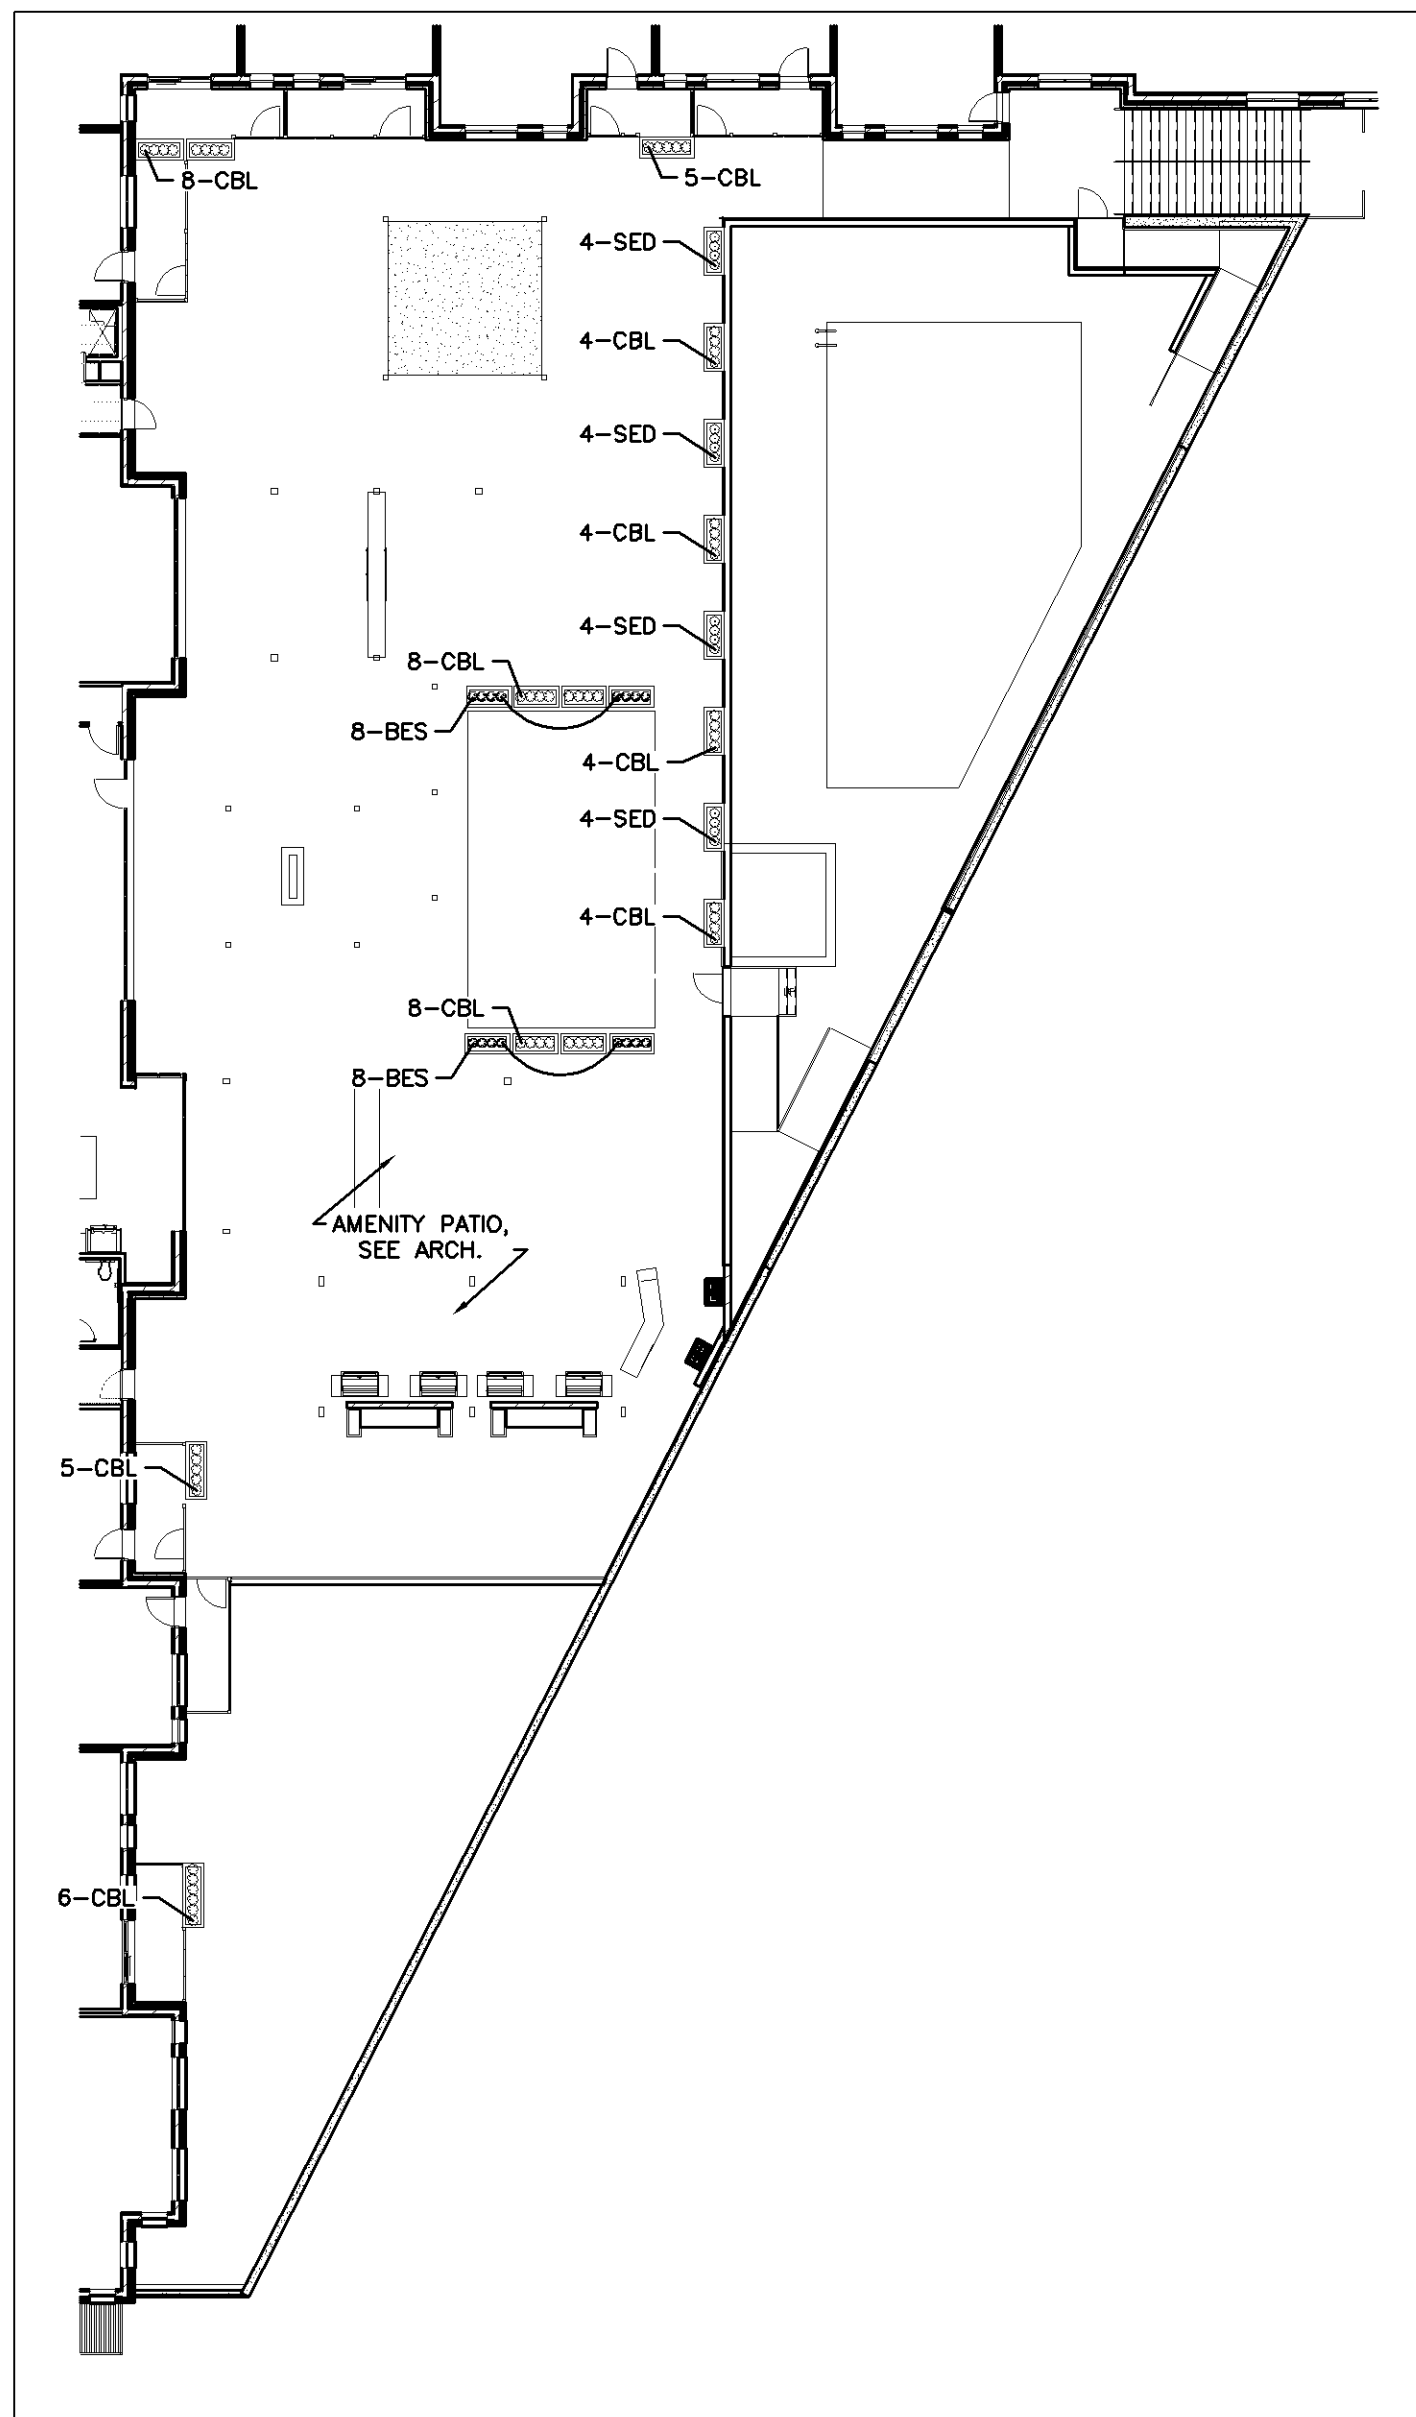 8-CBL
5-CBL
4-SED
4-CBL
4-SED
4-CBL
4-SED
8-CBL
8-BES
4-CBL
4-SED
4-CBL
8-CBL
8-BES
AMENITY PATIO,
SEE ARCH.
5-CBL
6-CBL